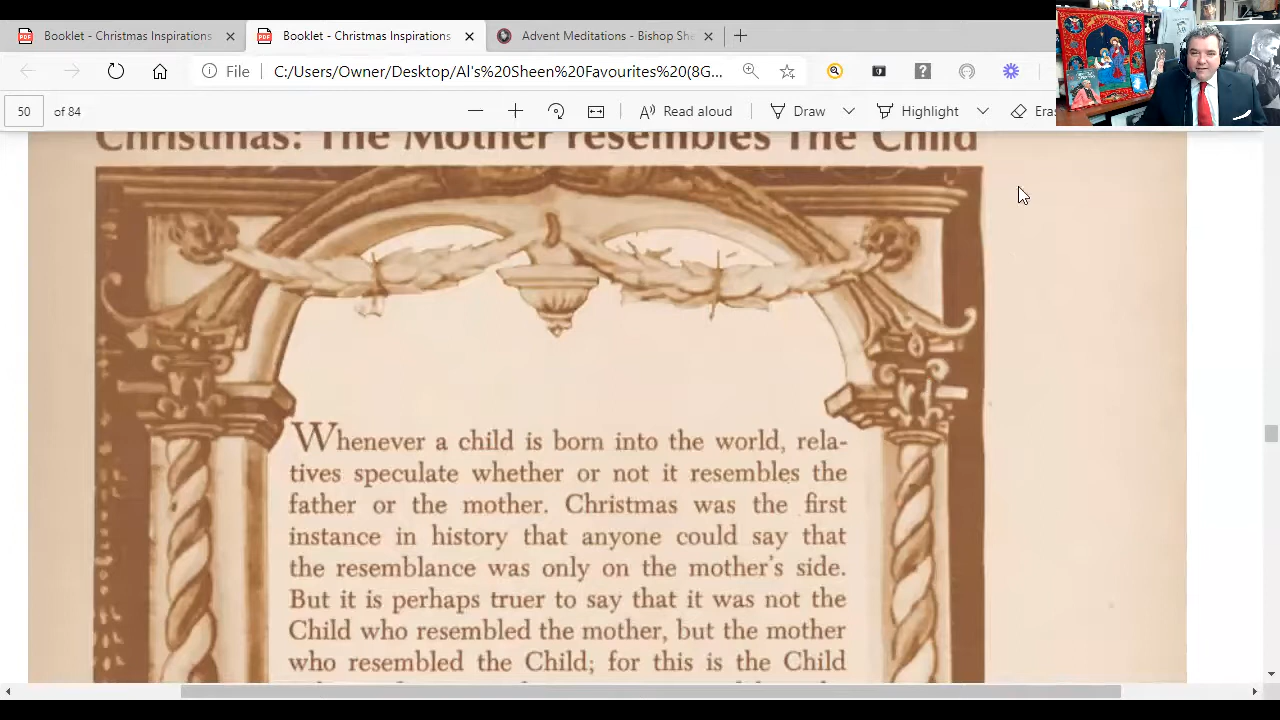 Booklet - Christmas Inspirations
Booklet - Christmas Inspirations
Advent Meditations - Bishop She
File
C:/Users/Owner/Desktop/Al's%20Sheen%20Favourites%20(8G...
50 of 84
Read aloud
Draw
Highlight
Eras
Christmas: The Mother resembles The Child
Whenever a child is born into the world, rela-
tives speculate whether or not it resembles the
father or the mother. Christmas was the first
instance in history that anyone could say that
the resemblance was only on the mother's side.
But it is perhaps truer to say that it was not the
Child who resembled the mother, but the mother
who resembled the Child; for this is the Child